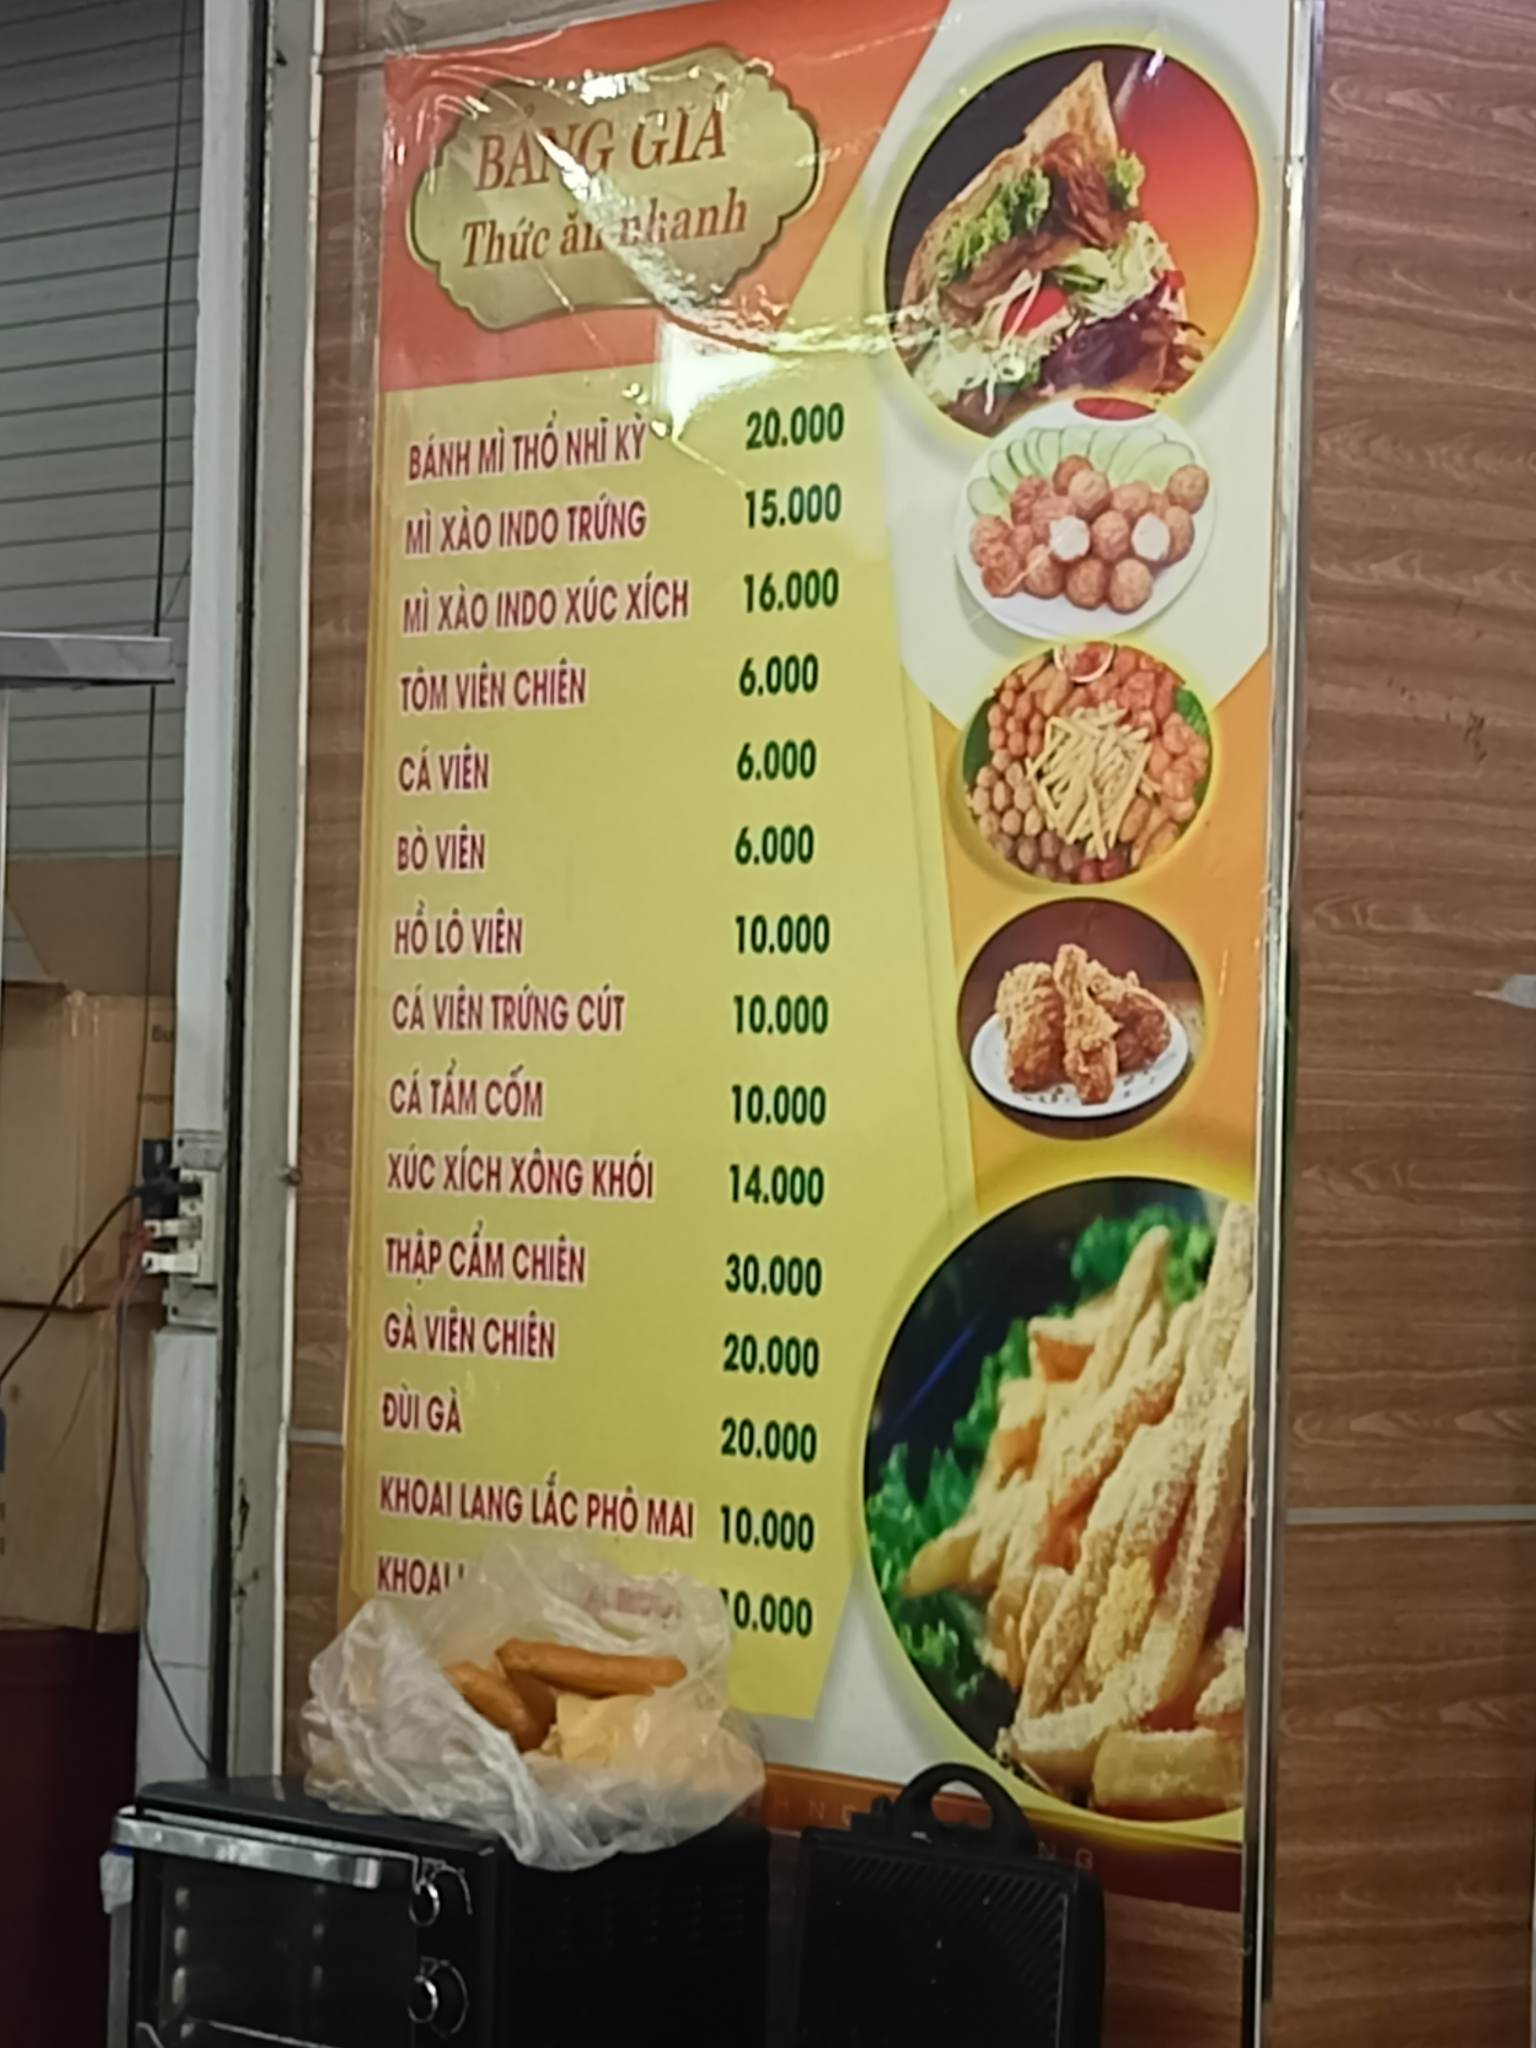 BẢNG GIÁ
Thức ăn nhanh
BÁNH MÌ THỔ NHĨ KỲ 20.000
MÌ XÀO INDO TRỨNG 15.000
MÌ XÀO INDO XÚC XÍCH 16.000
TÔM VIÊN CHIÊN 6.000
CÁ VIÊN 6.000
BÒ VIÊN 6.000
HỒ LÔ VIÊN 10.000
CÁ VIÊN TRỨNG CÚT 10.000
CÁ TẨM CỐM 10.000
XÚC XÍCH XÔNG KHÓI 14.000
THẬP CẨM CHIÊN 30.000
GÀ VIÊN CHIÊN 20.000
ĐÙI GÀ 20.000
KHOAI LANG LẮC PHÔ MAI 10.000
KHOAI 10.000